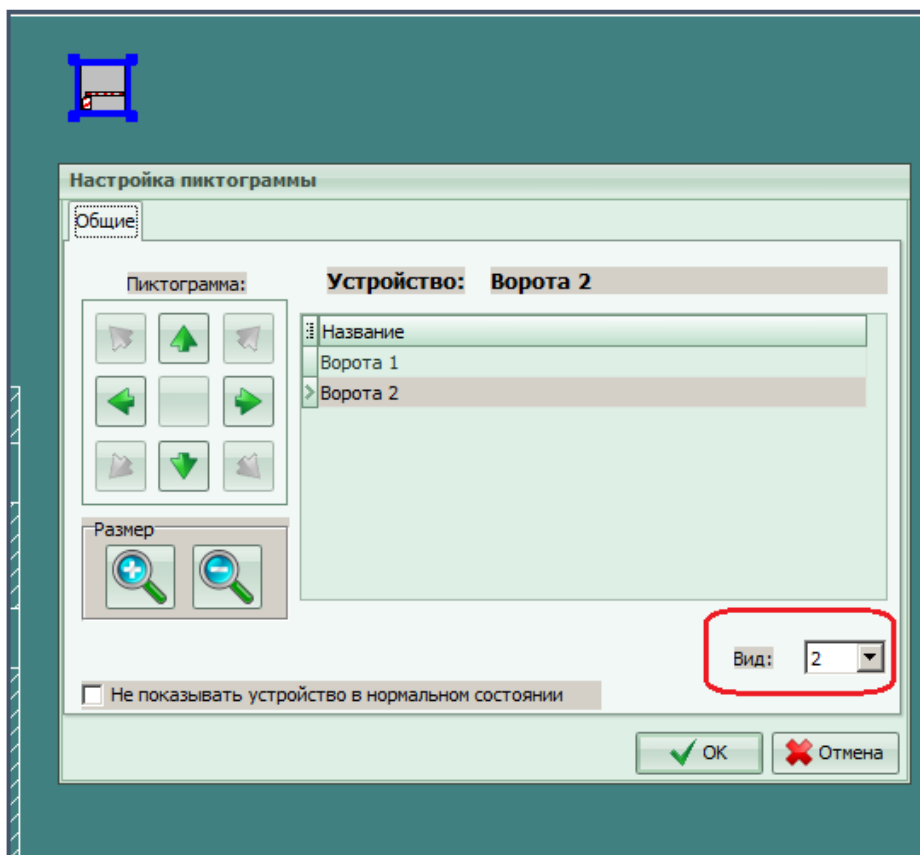 Настройка пиктограммы
Общие
Пиктограмма:
Устройство: Ворота 2
Название
Ворота 1
Ворота 2
Размер
Вид: 2
Не показывать устройство в нормальном состоянии
OK Отмена